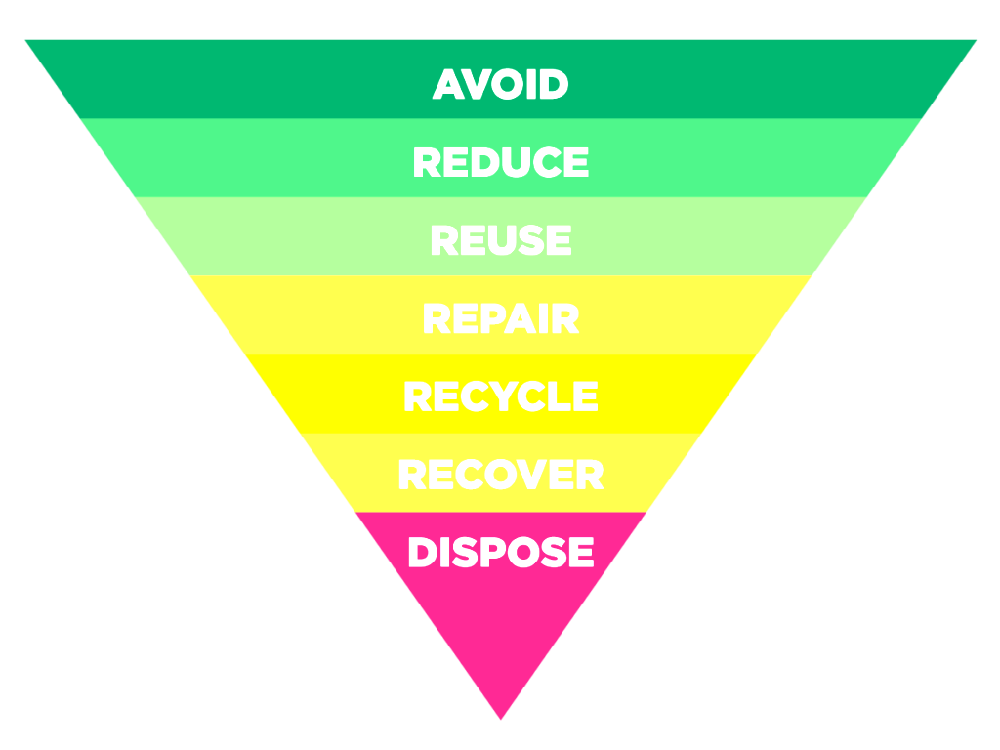 AVOID
REDUCE
REUSE
REPAIR
RECYCLE
RECOVER
DISPOSE